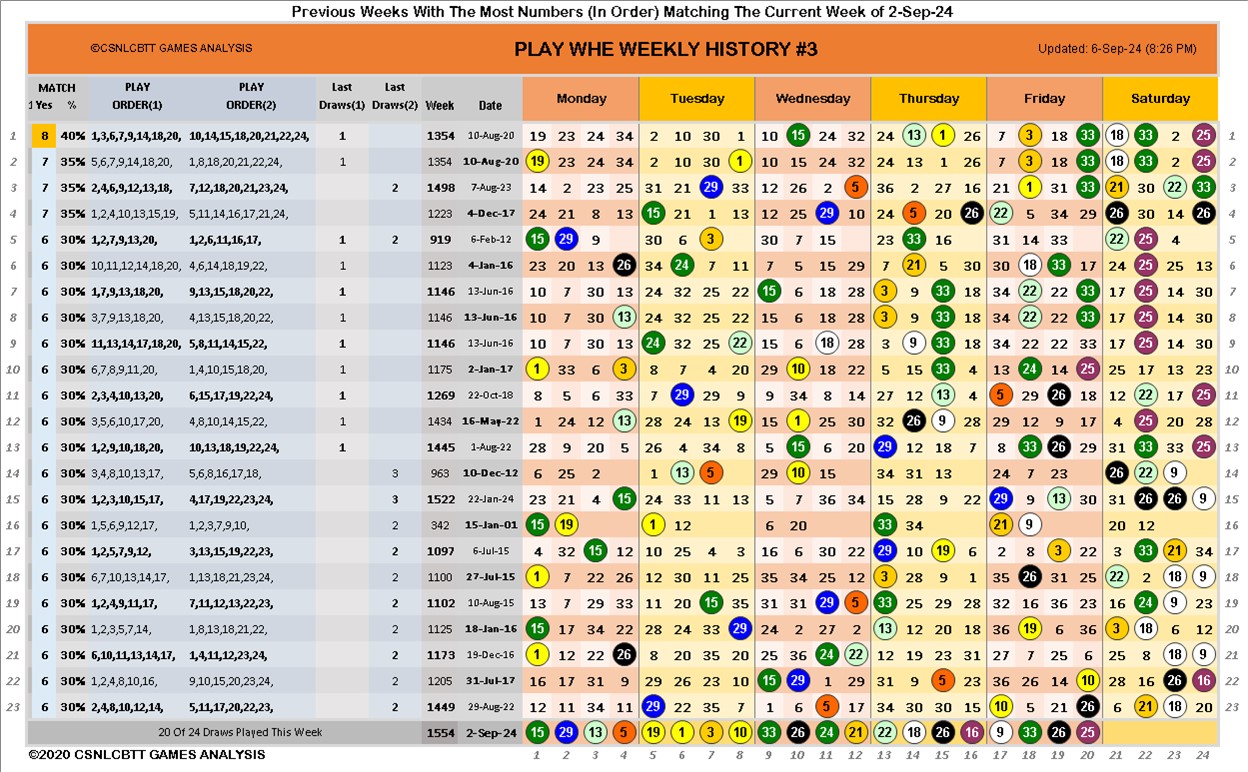 Previous Weeks With The Most Numbers (In Order) Matching The Current Week of 2-Sep-24
©CSNLCBTT GAMES ANALYSIS PLAY WHE WEEKLY HISTORY #3 Updated: 6-Sep-24 (8:26 PM)
MATCH PLAY PLAY Last Last
1 Yes % ORDER(1) ORDER(2) Draws(1) Draws(2) Week Date Monday Tuesday Wednesday Thursday Friday Saturday
1 8 40% 1,3,6,7,9,14,18,20, 10,14,15,18,20,21,22,24, 1 1354 10-Aug-20 19 23 24 34 2 10 30 1 10 15 24 32 24 13 1 26 7 3 18 33 18 33 2 25 1
2 7 35% 5,6,7,9,14,18,20, 1,8,18,20,21,22,24, 1 1354 10-Aug-20 19 23 24 34 2 10 30 1 10 15 24 32 24 13 1 26 7 3 18 33 18 33 2 25 2
3 7 35% 2,4,6,9,12,13,18, 7,12,18,20,21,23,24, 2 1498 7-Aug-23 14 2 23 25 31 21 29 33 12 26 2 5 36 2 27 16 21 1 31 33 21 30 22 33 3
4 7 35% 1,2,4,10,13,15,19, 5,11,14,16,17,21,24, 1223 4-Dec-17 24 21 8 13 15 21 1 13 12 25 29 10 24 5 20 26 22 5 34 29 26 30 14 26 4
5 6 30% 1,2,7,9,13,20, 1,2,6,11,16,17, 1 2 919 6-Feb-12 15 29 9 30 6 3 30 7 15 23 33 16 31 14 33 22 25 4 5
6 6 30% 10,11,12,14,18,20, 4,6,14,18,19,22, 1 1123 4-Jan-16 23 20 13 26 34 24 7 11 5 15 29 7 21 5 30 30 18 33 17 24 25 25 13 6
7 6 30% 1,7,9,13,18,20, 9,13,15,18,20,22, 1 1146 13-Jun-16 10 7 30 13 24 32 25 22 15 6 18 28 3 9 33 18 34 22 22 33 17 25 14 30 7
8 6 30% 3,7,9,13,18,20, 4,13,15,18,20,22, 1 1146 13-Jun-16 10 7 30 13 24 32 25 22 15 6 18 28 3 9 33 18 34 22 22 33 17 25 14 30 8
9 6 30% 11,13,14,17,18,20, 5,8,11,14,15,22, 1 1146 13-Jun-16 10 7 30 13 24 32 25 22 15 6 18 28 3 9 33 18 34 22 22 33 17 25 14 30 9
10 6 30% 6,7,8,9,11,20, 1,4,10,15,18,20, 1 1175 2-Jan-17 1 33 6 3 8 7 4 20 29 10 18 22 5 15 33 4 13 24 14 25 25 17 13 23 10
11 6 30% 2,3,4,10,13,20, 6,15,17,19,22,24, 1 1269 22-Oct-18 8 5 6 33 7 29 29 9 9 34 8 14 27 12 13 4 5 29 26 18 12 22 17 25 11
12 6 30% 3,5,6,10,17,20, 4,8,10,14,15,22, 1 1434 16-May-22 1 24 12 13 28 24 3 19 15 1 25 30 32 26 9 28 29 12 9 17 4 25 20 28 12
13 6 30% 1,2,9,10,18,20, 10,13,18,19,22,24, 1 1445 1-Aug-22 28 9 20 5 26 4 34 8 5 15 6 20 29 12 18 7 8 33 26 29 31 33 33 25 13
14 6 30% 3,4,8,10,13,17, 5,6,8,16,17,18, 3 963 10-Dec-12 6 25 2 1 13 5 29 10 15 34 31 13 24 7 23 26 22 9 14
15 6 30% 1,2,3,10,15,17, 4,17,19,22,23,24, 3 1522 22-Jan-24 23 21 4 15 24 33 11 13 5 7 36 34 15 28 9 22 29 9 13 30 31 26 26 9 15
16 6 30% 1,5,6,9,12,17, 1,2,3,7,9,10, 2 342 15-Jan-01 15 19 1 12 6 20 33 34 21 9 20 12 16
17 6 30% 1,2,5,7,9,12, 3,13,15,19,22,23, 2 1097 6-Jul-15 4 32 15 12 10 25 4 3 16 6 30 22 29 10 19 6 2 8 3 22 3 33 21 34 17
18 6 30% 6,7,10,13,14,17, 1,13,18,21,23,24, 2 1100 27-Jul-15 1 7 22 26 12 30 11 25 35 34 25 12 3 28 9 1 35 26 31 25 22 2 18 9 18
19 6 30% 1,2,4,9,11,17, 7,11,12,13,22,23, 2 1102 10-Aug-15 13 7 29 33 11 20 15 35 31 31 29 5 33 25 29 28 32 16 36 23 16 24 9 23 19
20 6 30% 1,2,3,5,7,14, 1,8,13,18,21,22, 2 1125 18-Jan-16 15 17 34 22 28 24 33 29 24 2 27 2 13 12 20 18 36 19 6 36 3 18 6 12 20
21 6 30% 6,10,11,13,14,17, 1,4,11,12,23,24, 2 1173 19-Dec-16 1 12 22 26 8 20 35 20 25 36 24 22 12 19 23 31 27 7 25 6 25 8 18 9 21
22 6 30% 1,2,4,8,10,16, 9,10,15,20,23,24, 2 1205 31-Jul-17 16 17 31 9 29 26 23 10 15 29 1 29 9 31 5 23 36 26 14 10 28 16 26 16 22
23 6 30% 2,4,8,10,12,14, 5,11,17,20,22,23, 2 1449 29-Aug-22 12 11 34 11 29 22 35 7 1 6 5 17 34 30 30 15 10 5 21 26 6 21 18 20 23
20 Of 24 Draws Played This Week 1554 2-Sep-24 15 29 13 5 19 1 3 10 33 26 24 21 22 18 26 16 9 33 26 25
©2020 CSNLCBTT GAMES ANALYSIS 1 2 3 4 5 6 7 8 9 10 11 12 13 14 15 16 17 18 19 20 21 22 23 24